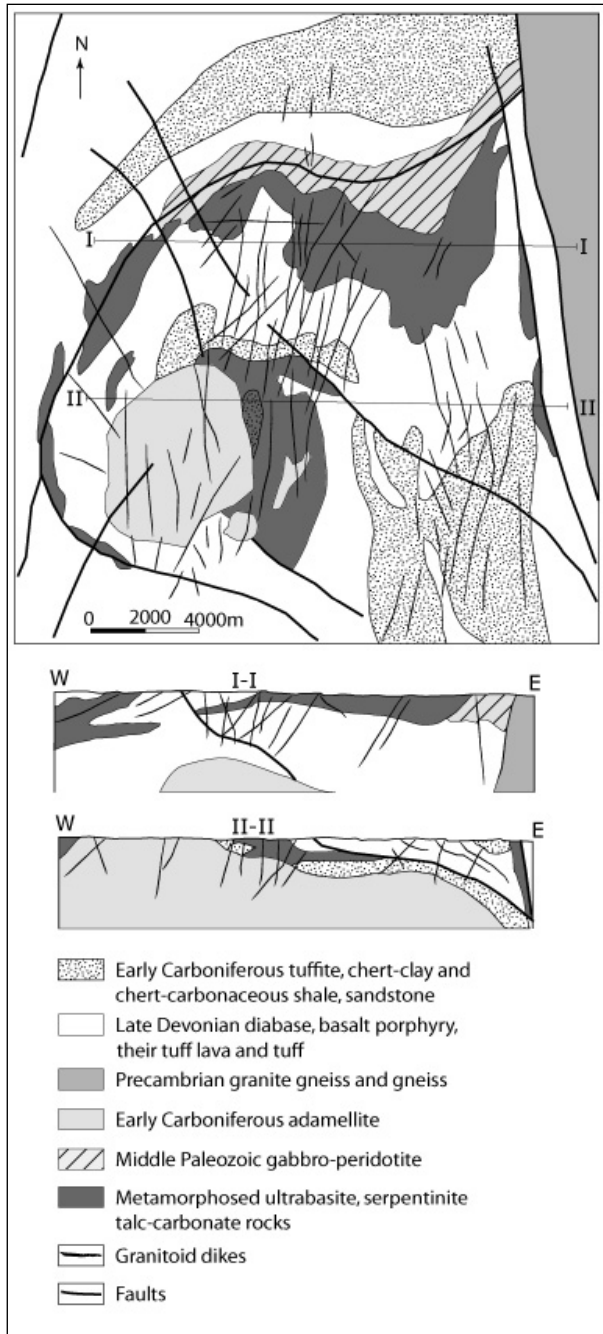 N
I I
II II
0 2000 4000m
W I-I E
W II-II E
Early Carboniferous tuffite, chert-clay and
chert-carbonaceous shale, sandstone
Late Devonian diabase, basalt porphyry,
their tuff lava and tuff
Precambrian granite gneiss and gneiss
Early Carboniferous adamellite
Middle Paleozoic gabbro-peridotite
Metamorphosed ultrabasite, serpentinite
talc-carbonate rocks
Granitoid dikes
Faults